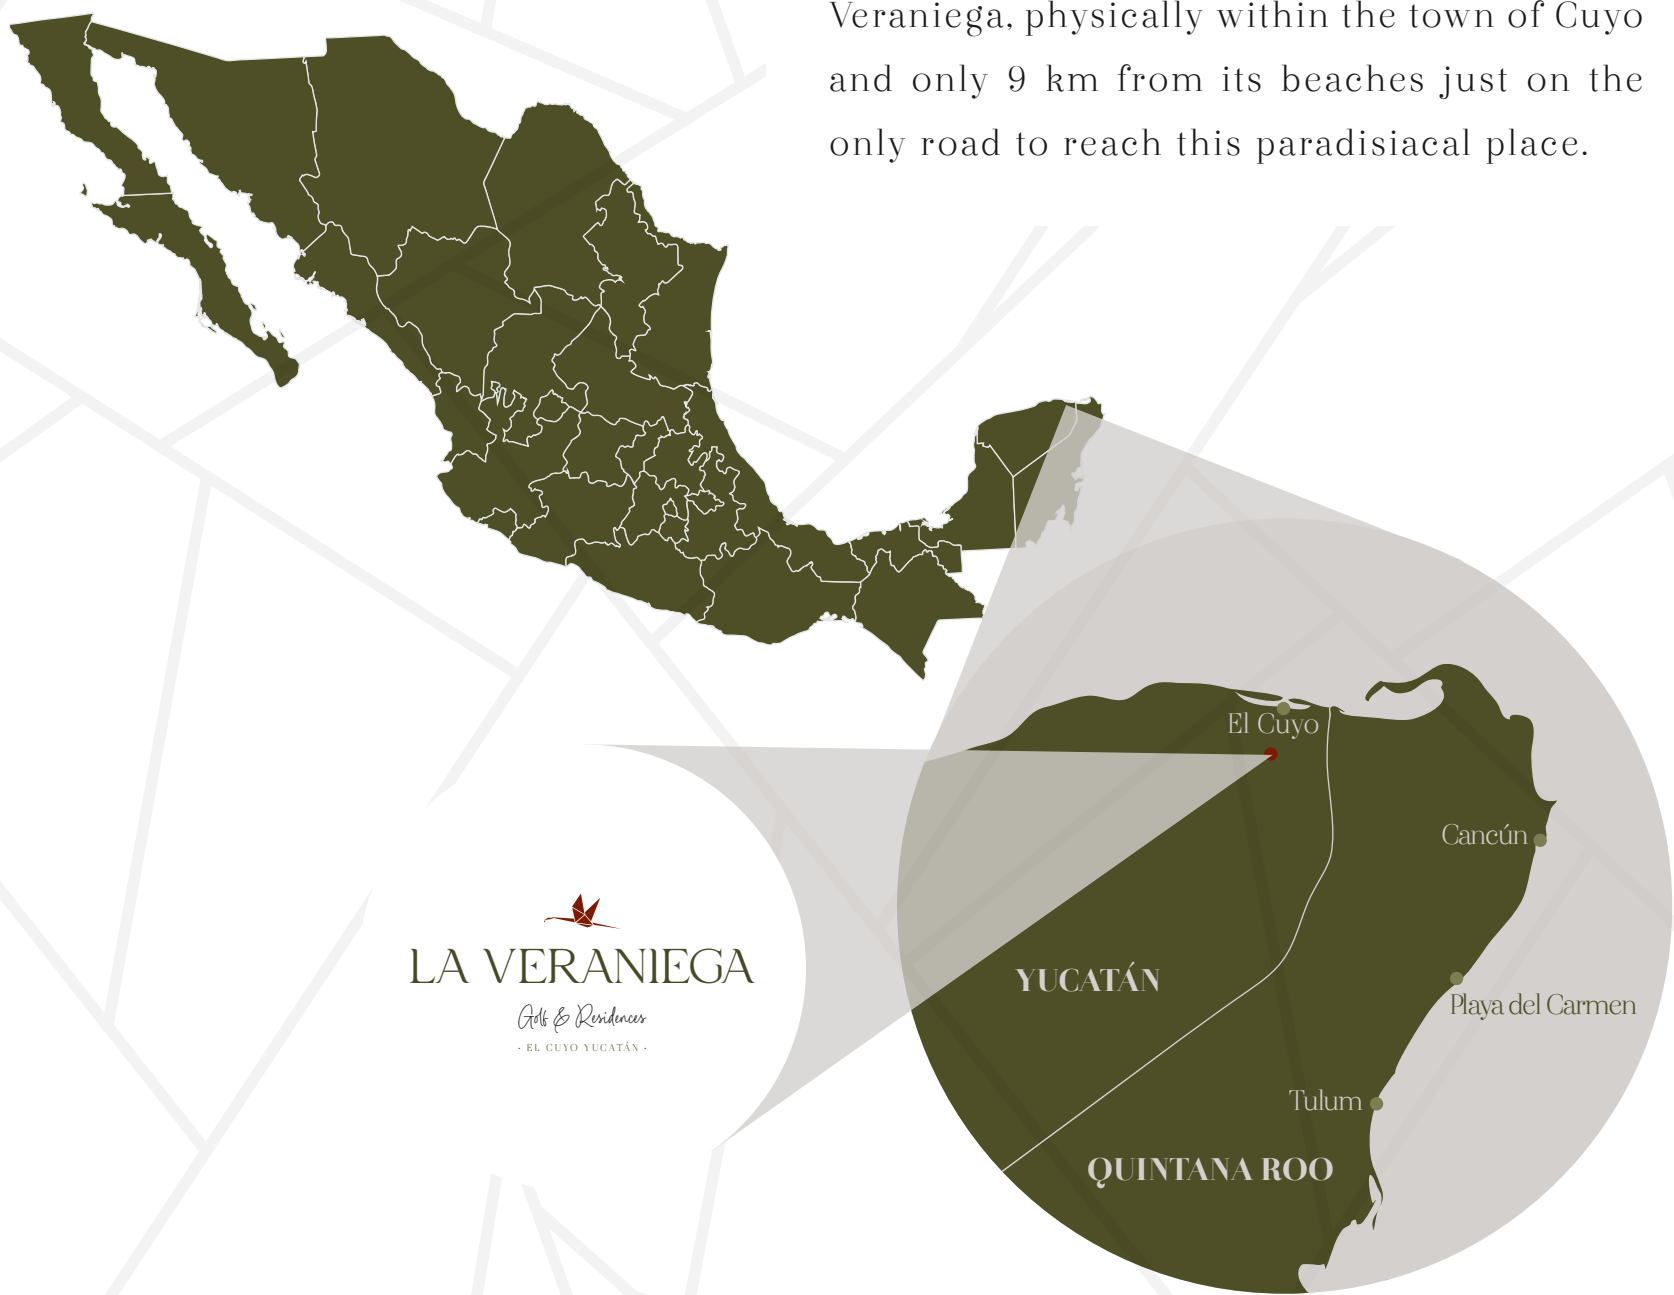 Veraniega, physically within the town of Cuyo
and only 9 km from its beaches just on the
only road to reach this paradisiacal place.
El Cuyo
Cancún
LA VERANIEGA
Golf & Residences
- EL CUYO YUCATÁN -
YUCATÁN
Playa del Carmen
Tulum
QUINTANA ROO